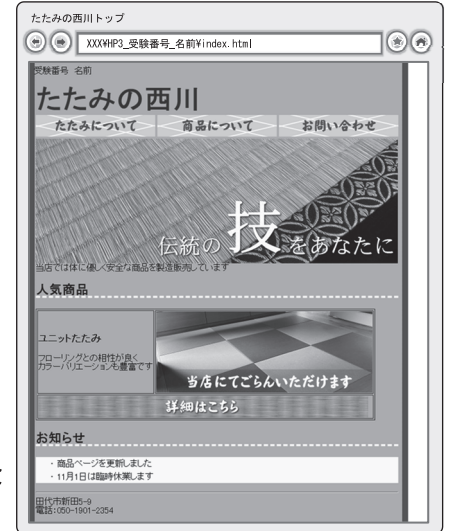 たたみの西川トップ
XXX¥HP3_受験番号_名前¥index.html
受験番号 名前
たたみの西川
たたみについて 商品について お問い合わせ
伝統の技をあなたに
当店では体に優しく安全な商品を製造販売しています
人気商品
ユニットたたみ
フローリングとの相性が良く
カラーバリエーションも豊富です
当店にてごらんいただけます
詳細はこちら
お知らせ
・商品ページを更新しました
・11月1日は臨時休業します
田代市新田5-9
電話:050-1901-2354